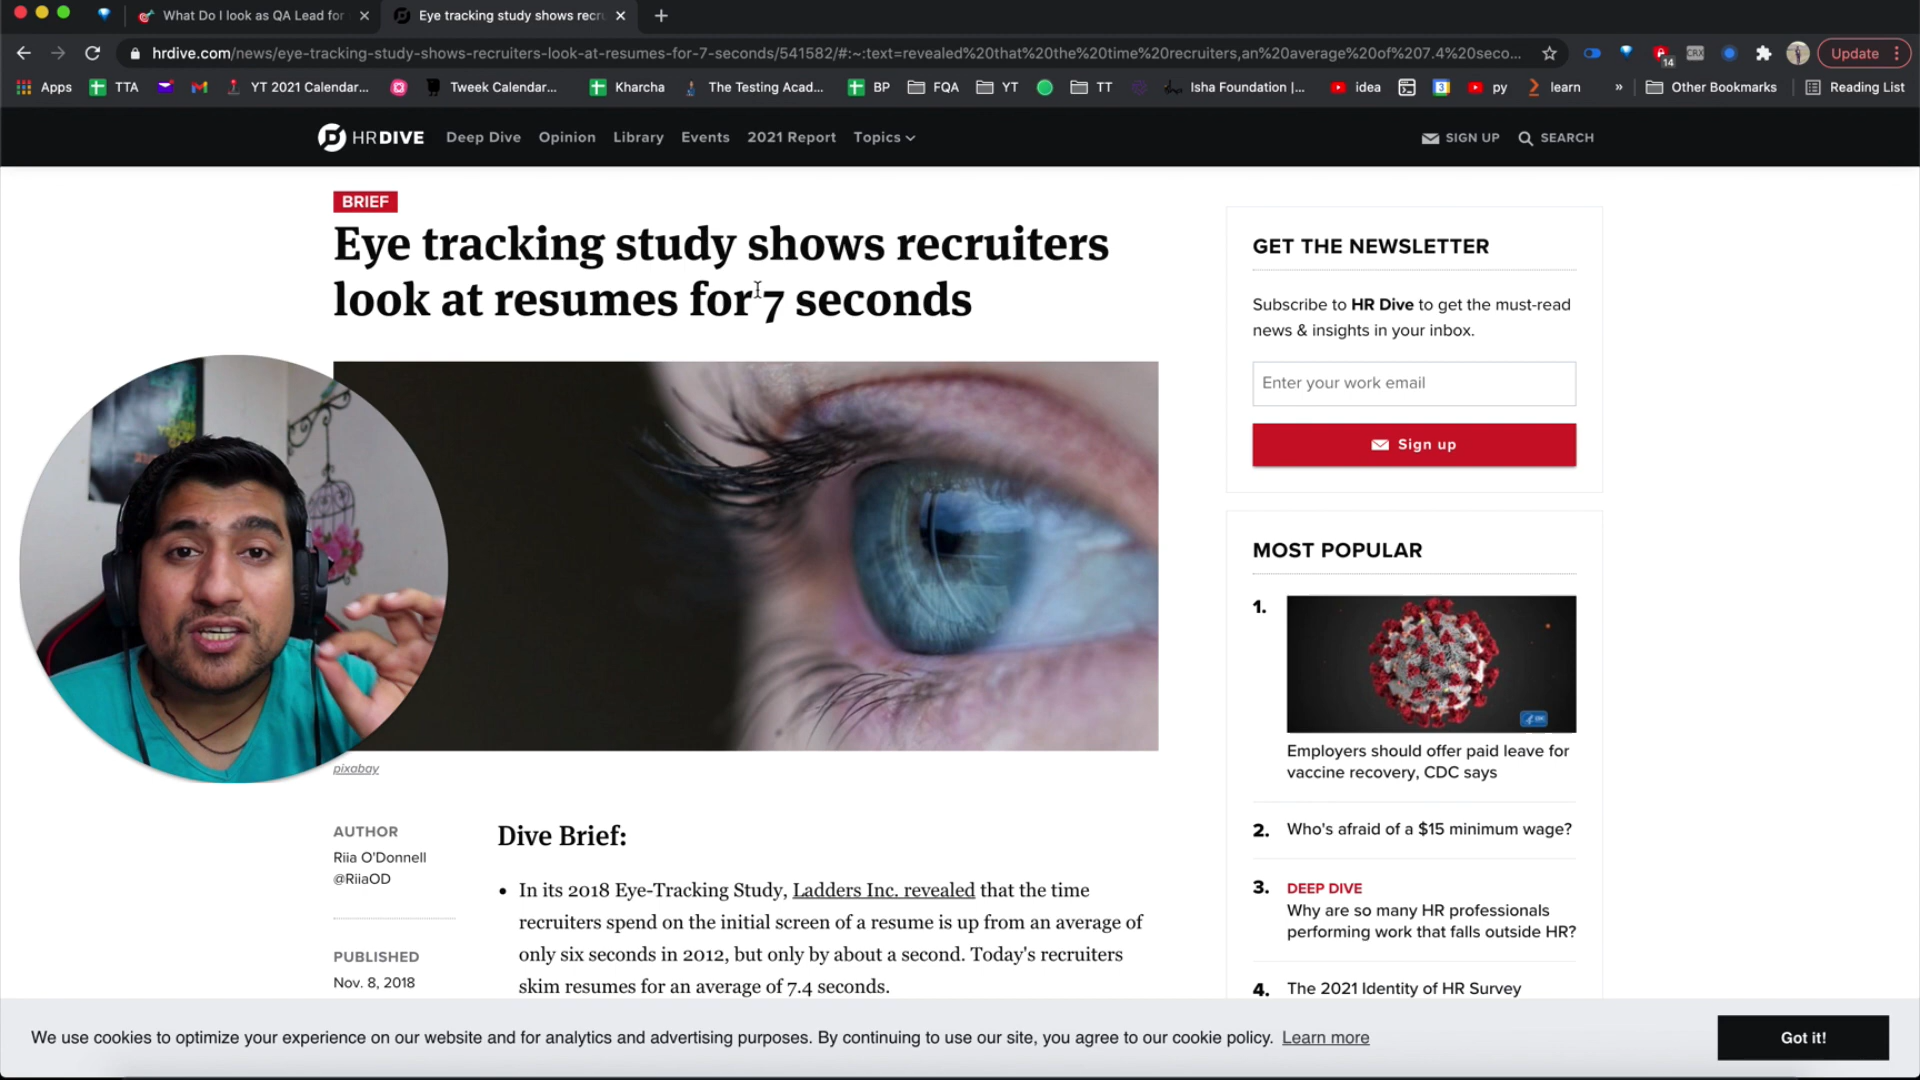 What Do I look as QA Lead for
Eye tracking study shows recru
hrdive.com/news/eye-tracking-study-shows-recruiters-look-at-resumes-for-7-seconds/541582/#:~:text=revealed%20that%20the%20time%20recruiters,an%20average%20of%207.4%20seco...
14
CRX
Update
Apps
TTA
YT 2021 Calendar...
Tweek Calendar...
Kharcha
The Testing Acad...
BP
FQA
YT
TT
Isha Foundation |...
idea
3
py
learn
»
Other Bookmarks
Reading List
HRDIVE
Deep Dive
Opinion
Library
Events
2021 Report
Topics
SIGN UP
SEARCH
BRIEF
Eye tracking study shows recruiters
look at resumes for 7 seconds
pixabay
AUTHOR
Riia O'Donnell
@RiiaOD
PUBLISHED
Nov. 8, 2018
Dive Brief:
• In its 2018 Eye-Tracking Study, Ladders Inc. revealed that the time
recruiters spend on the initial screen of a resume is up from an average of
only six seconds in 2012, but only by about a second. Today's recruiters
skim resumes for an average of 7.4 seconds.
GET THE NEWSLETTER
Subscribe to HR Dive to get the must-read
news & insights in your inbox.
Enter your work email
Sign up
MOST POPULAR
1.
Employers should offer paid leave for
vaccine recovery, CDC says
2. Who's afraid of a $15 minimum wage?
3. DEEP DIVE
Why are so many HR professionals
performing work that falls outside HR?
4. The 2021 Identity of HR Survey
We use cookies to optimize your experience on our website and for analytics and advertising purposes. By continuing to use our site, you agree to our cookie policy. Learn more
Got it!